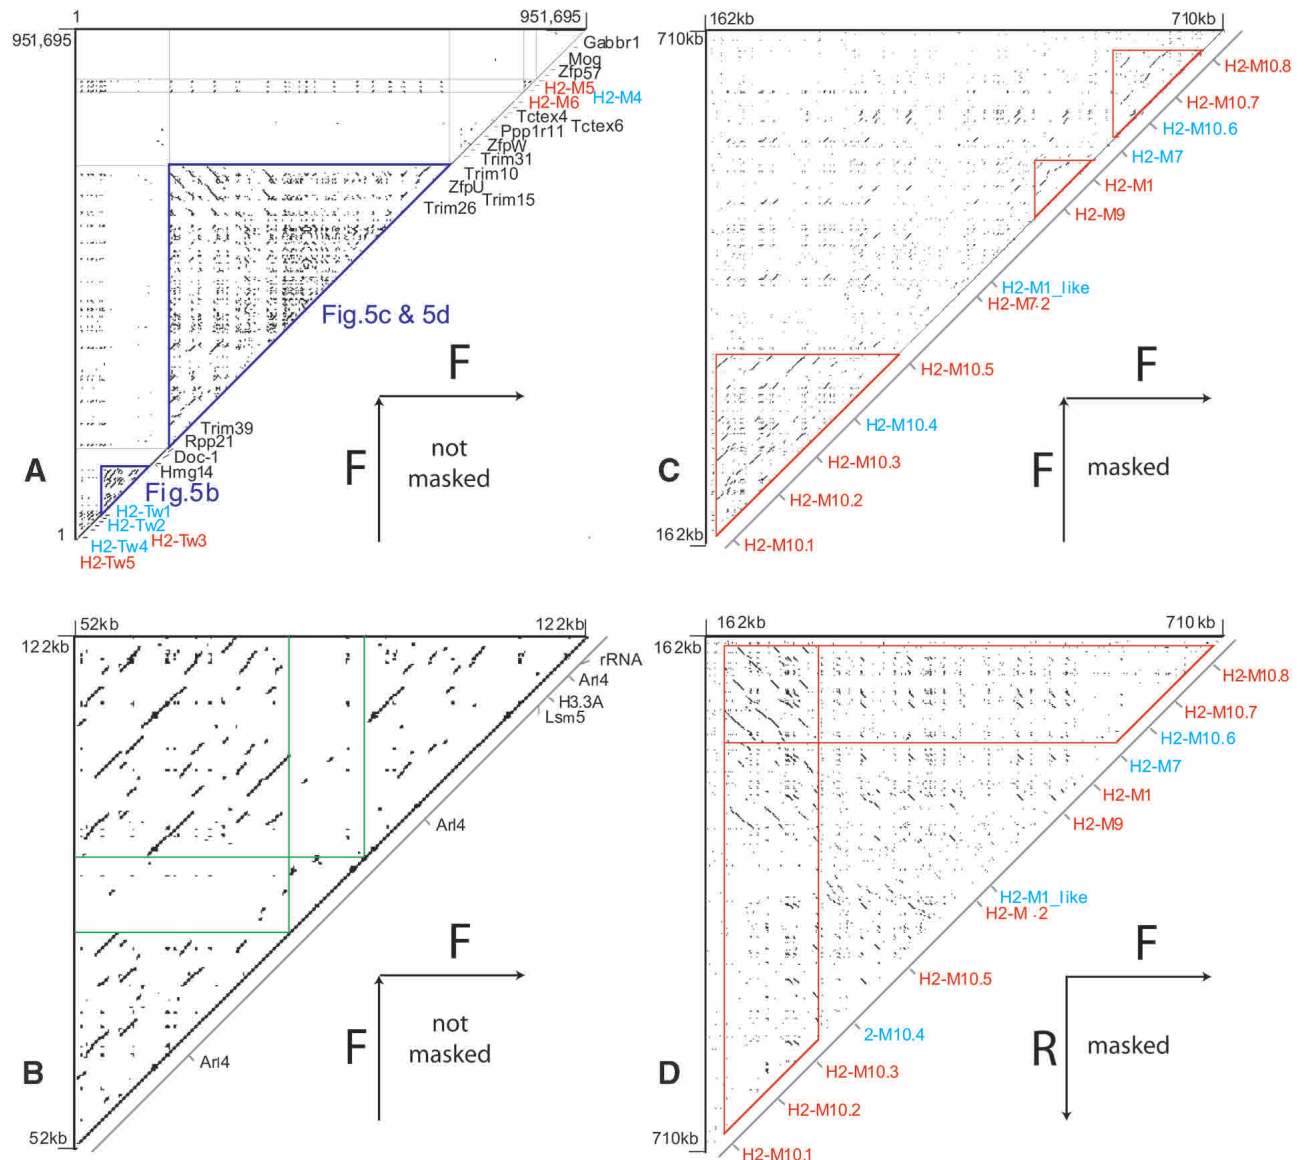 1
951,695
951,695
Gabbr1
Mog
Zfp57
H2-M5
H2-M4
H2-M6
Tctex4
Tctex6
Ppp1r11
ZfpW
Trim31
Trim10
ZfpU
Trim15
Trim26
Fig.5c & 5d
F
F
not
masked
Trim39
Rpp21
Doc-1
Hmg14
Fig.5b
H2-Tw1
H2-Tw2
H2-Tw3
H2-Tw4
H2-Tw5
1
A
162kb
710kb
710kb
H2-M10.8
H2-M10.7
H2-M10.6
H2-M7
H2-M1
H2-M9
H2-M1_like
H2-M7.2
H2-M10.5
H2-M10.4
H2-M10.3
H2-M10.2
H2-M10.1
162kb
F
F
masked
C
52kb
122kb
122kb
rRNA
Arl4
H3.3A
Lsm5
Arl4
Arl4
F
F
not
masked
52kb
B
162kb
710kb
162kb
H2-M10.8
H2-M10.7
H2-M10.6
H2-M7
H2-M1
H2-M9
H2-M1_like
H2-M . 2
H2-M10.5
2-M10.4
H2-M10.3
H2-M10.2
H2-M10.1
710kb
F
R
masked
D